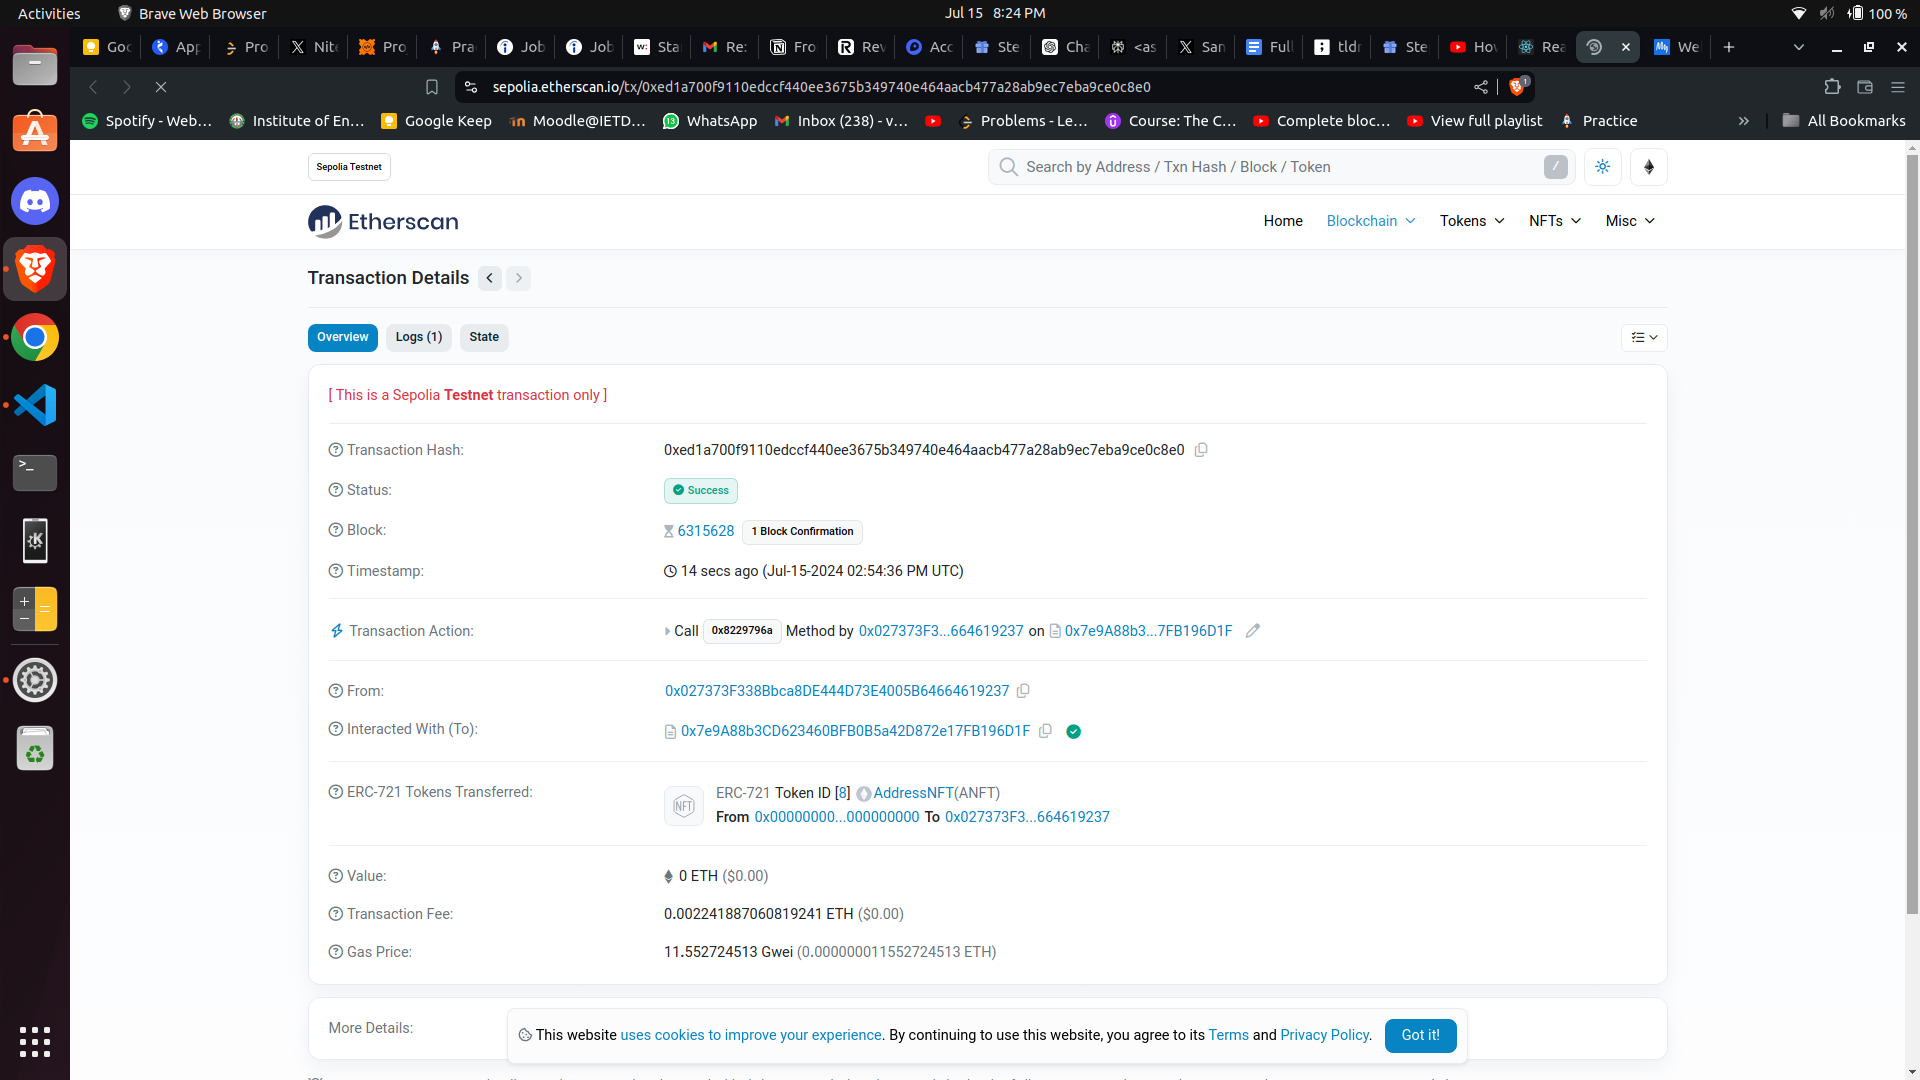 Activities Brave Web Browser Jul 15 8:24 PM 100 %
Goc App Pro Nite Pro Pra Job Job Star Re: Fro Rev Acc Ste Cha <as San Full tldr Ste Hov Rea We
sepolia.etherscan.io/tx/0xed1a700f9110edccf440ee3675b349740e464aacb477a28ab9ec7eba9ce0c8e0 1
Spotify - Web... Institute of En... Google Keep Moodle@IETD... WhatsApp Inbox (238) - v... Problems - Le... Course: The C... Complete bloc... View full playlist Practice » All Bookmarks
Sepolia Testnet Search by Address / Txn Hash / Block / Token /
Etherscan Home Blockchain Tokens NFTs Misc
Transaction Details
Overview Logs (1) State
[ This is a Sepolia Testnet transaction only ]
Transaction Hash: 0xed1a700f9110edccf440ee3675b349740e464aacb477a28ab9ec7eba9ce0c8e0
Status: Success
Block: 6315628 1 Block Confirmation
Timestamp: 14 secs ago (Jul-15-2024 02:54:36 PM UTC)
Transaction Action: Call 0x8229796a Method by 0x027373F3...664619237 on 0x7e9A88b3...7FB196D1F
From: 0x027373F338Bbca8DE444D73E4005B64664619237
Interacted With (To): 0x7e9A88b3CD623460BFB0B5a42D872e17FB196D1F
ERC-721 Tokens Transferred: NFT ERC-721 Token ID [8] AddressNFT(ANFT)
From 0x00000000...000000000 To 0x027373F3...664619237
Value: 0 ETH ($0.00)
Transaction Fee: 0.002241887060819241 ETH ($0.00)
Gas Price: 11.552724513 Gwei (0.000000011552724513 ETH)
More Details:
This website uses cookies to improve your experience. By continuing to use this website, you agree to its Terms and Privacy Policy. Got it!